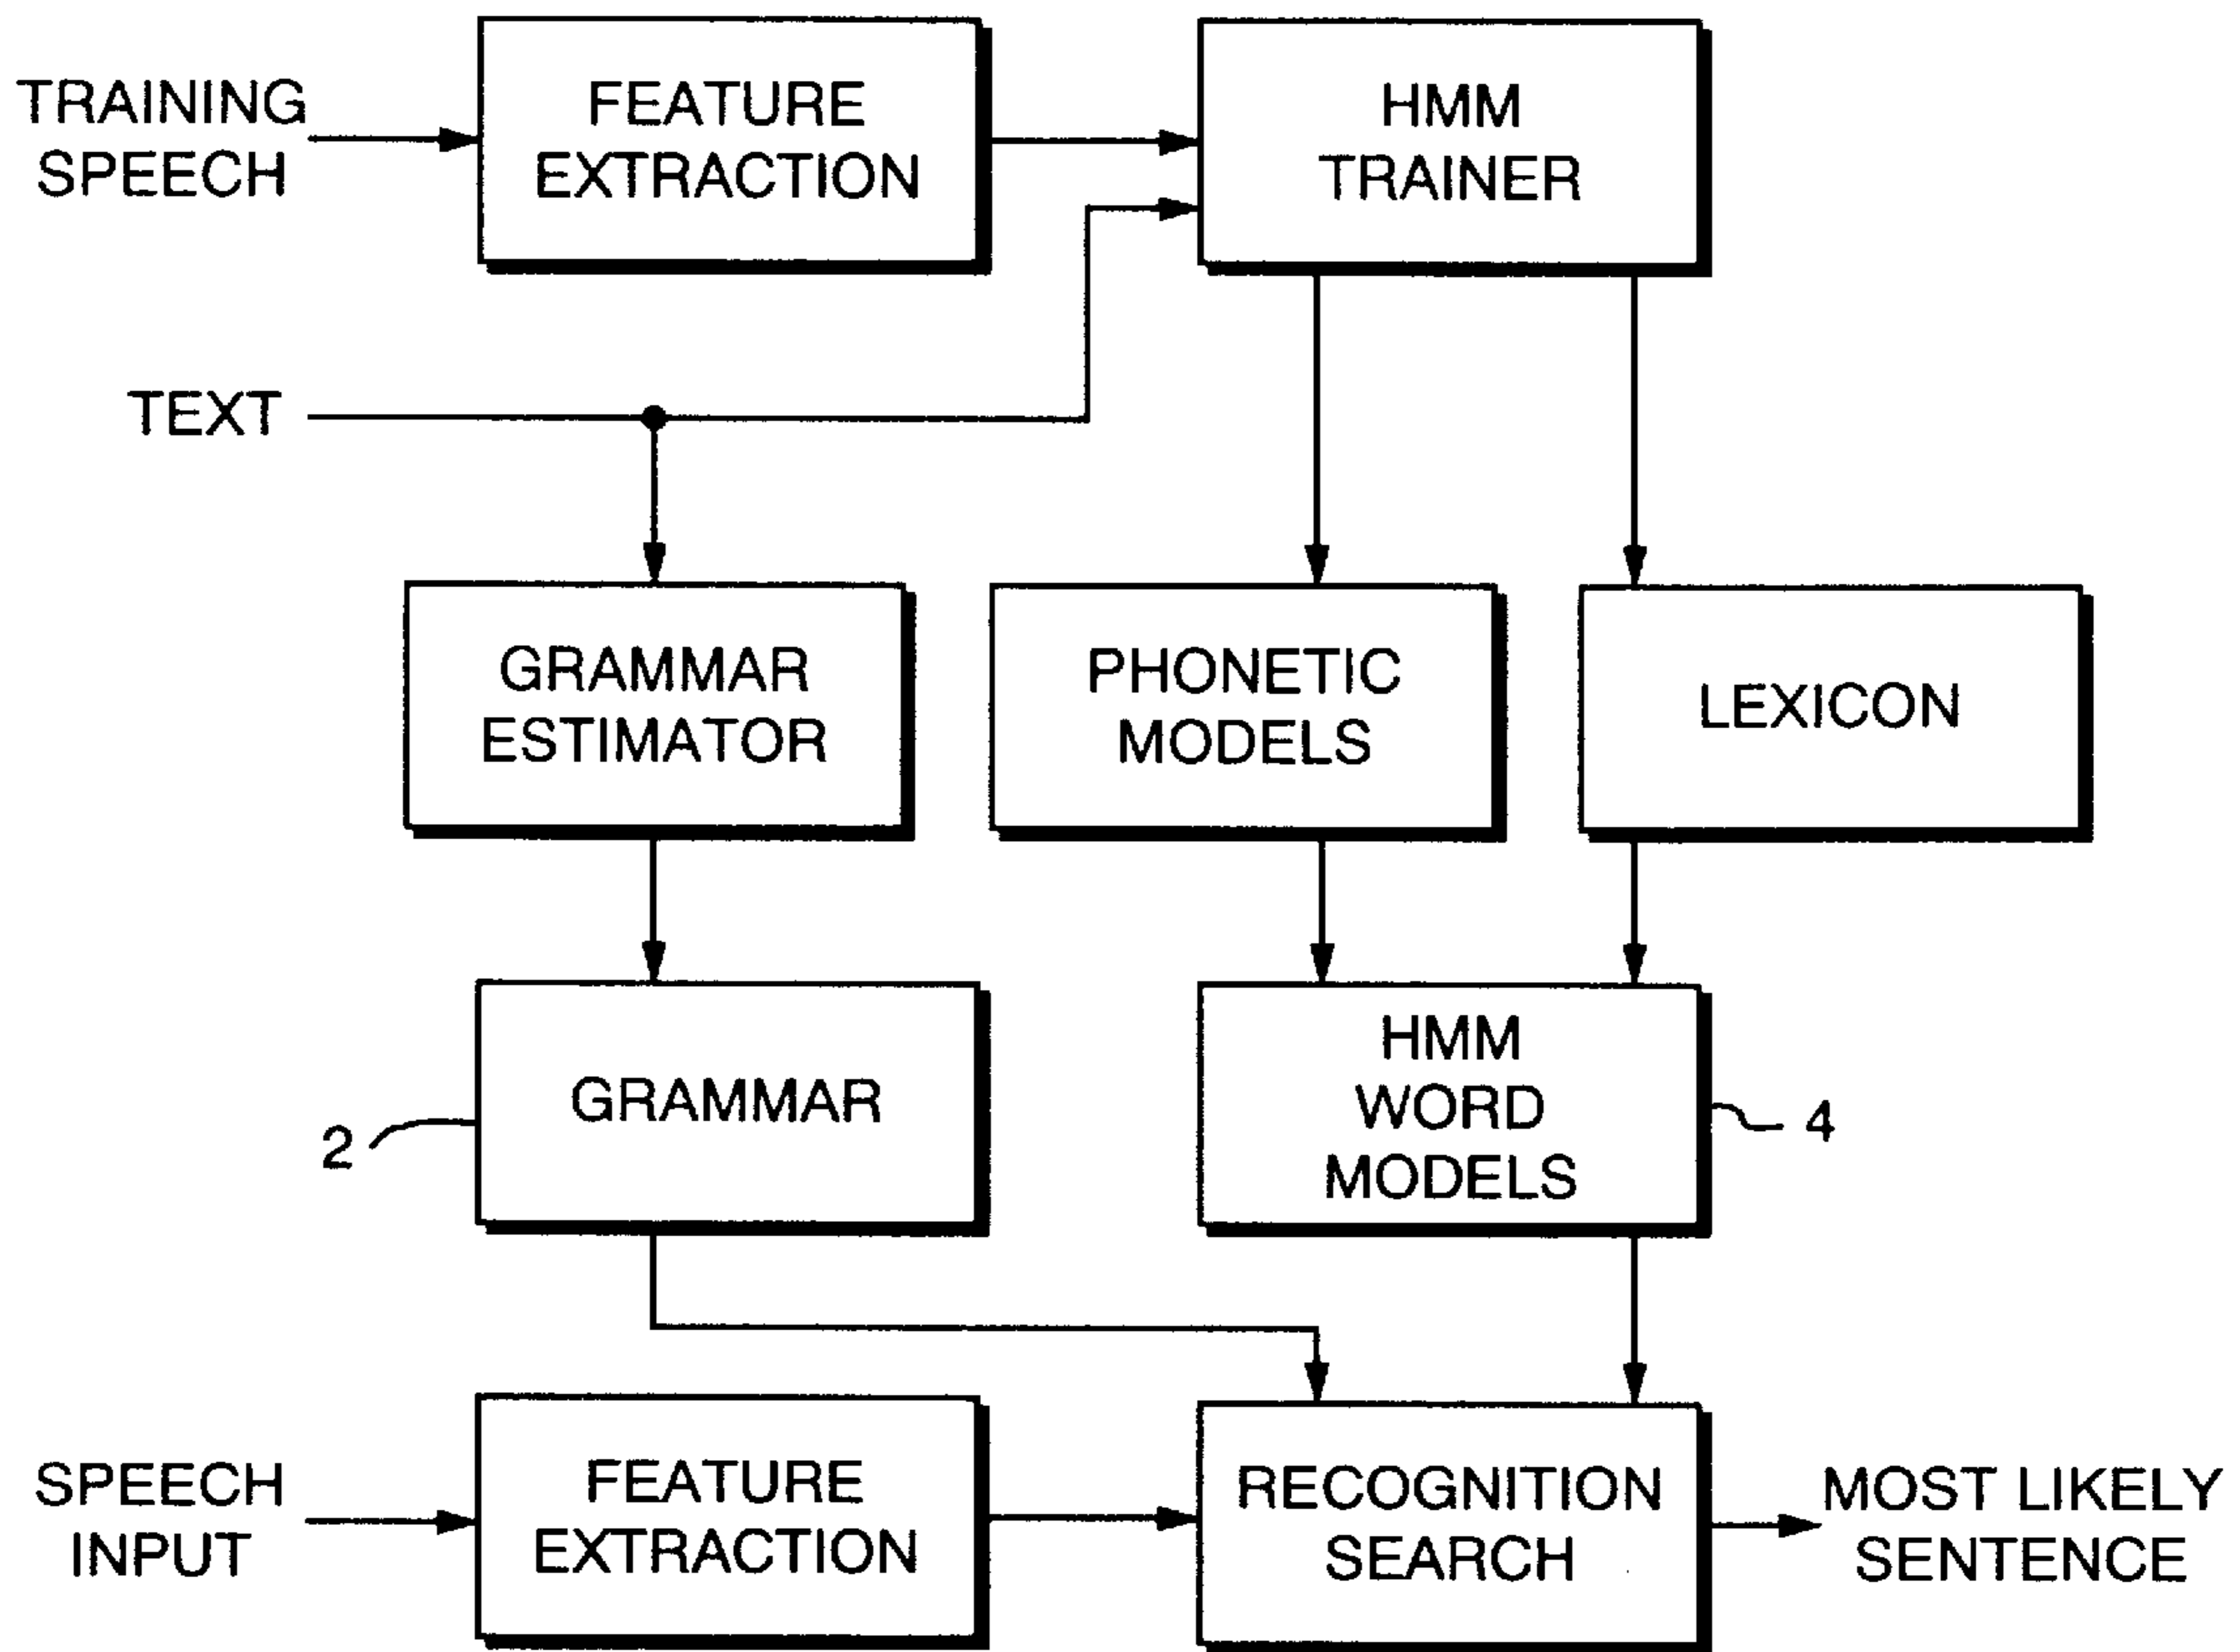 TRAINING
SPEECH
FEATURE
EXTRACTION
HMM
TRAINER
TEXT
GRAMMAR
ESTIMATOR
PHONETIC
MODELS
LEXICON
2
GRAMMAR
HMM
WORD
MODELS
4
SPEECH
INPUT
FEATURE
EXTRACTION
RECOGNITION
SEARCH
MOST LIKELY
SENTENCE